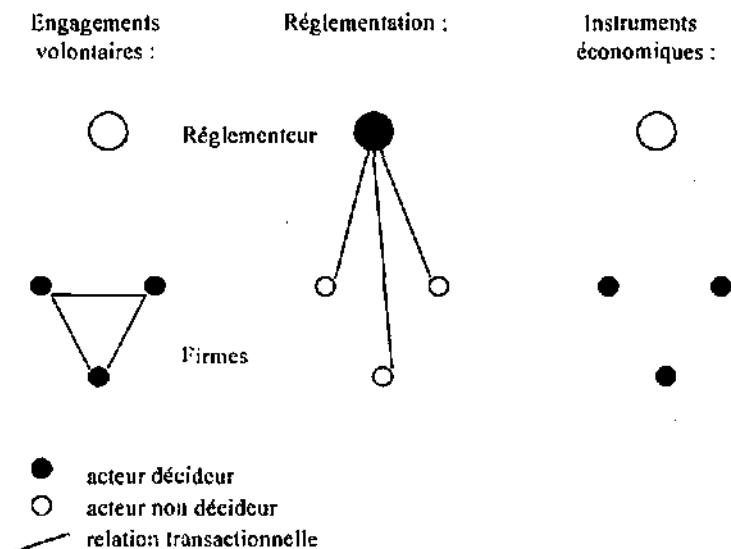 Engagements
volontaires :
Réglementation :
Instruments
économiques :
Réglementeur
Firmes
acteur décideur
acteur non décideur
relation transactionnelle